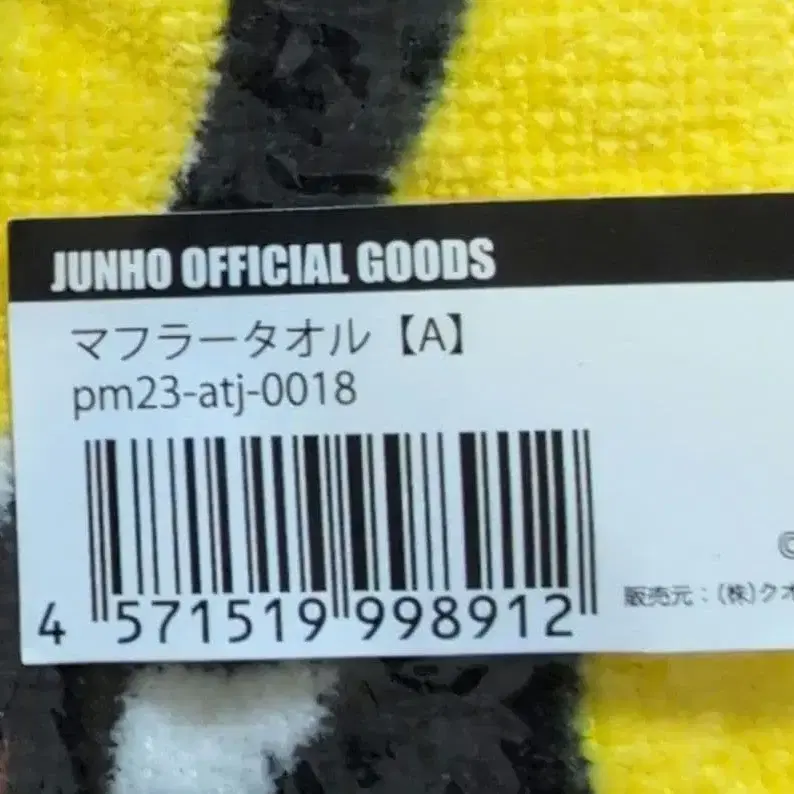 JUNHO OFFICIAL GOODS
マフラータオル【A】
pm23-atj-0018
©
販売元：(株)クオ
4 571519 998912